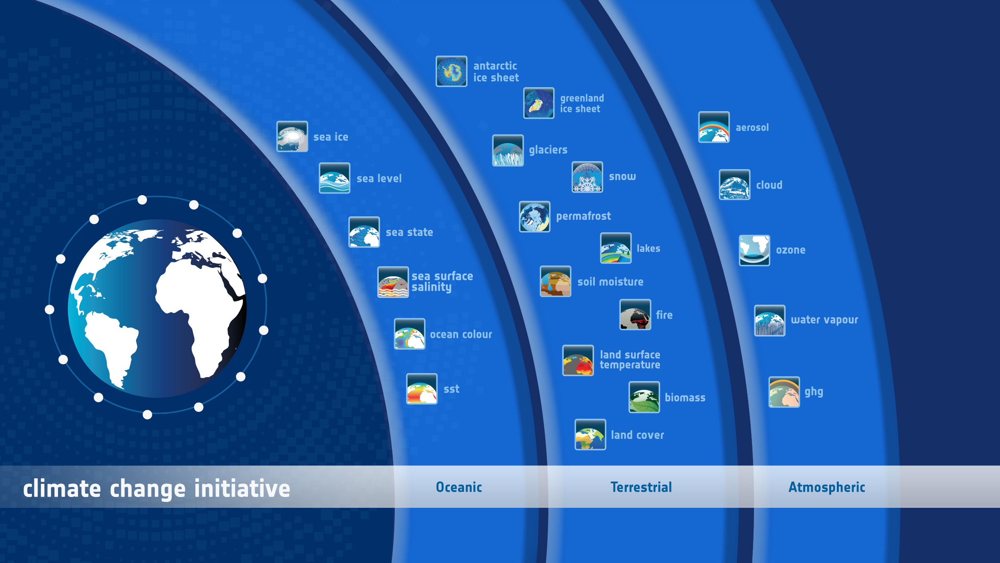 sea ice
sea level
sea state
sea surface
salinity
ocean colour
sst
antarctic
ice sheet
greenland
ice sheet
glaciers
snow
permafrost
lakes
soil moisture
fire
land surface
temperature
biomass
land cover
aerosol
cloud
ozone
water vapour
ghg
climate change initiative
Oceanic
Terrestrial
Atmospheric